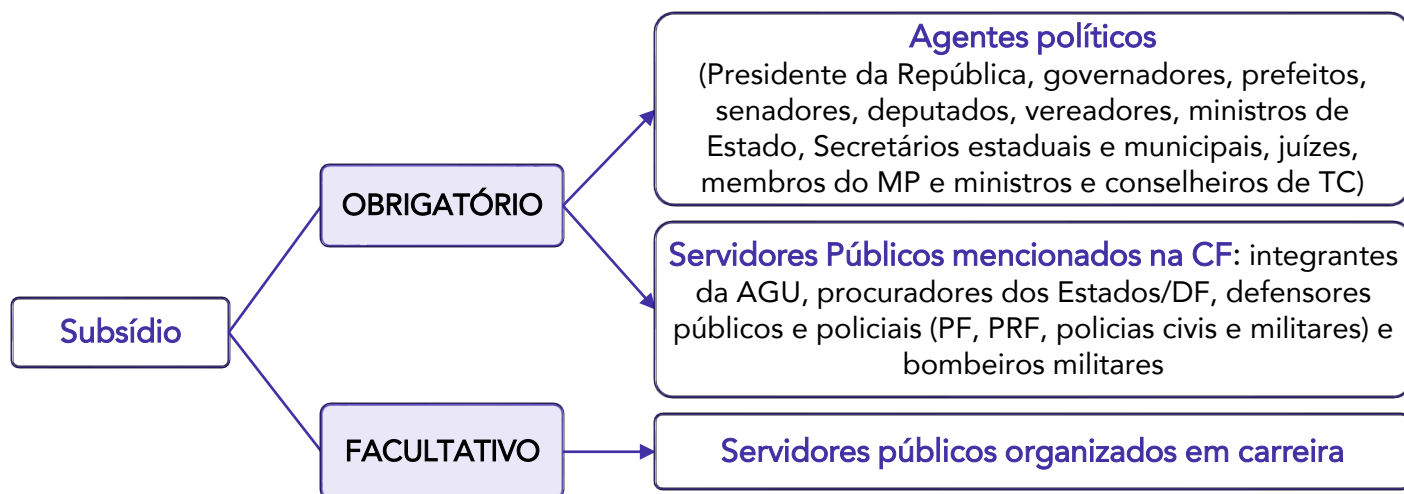 Subsídio
OBRIGATÓRIO
Agentes políticos
(Presidente da República, governadores, prefeitos,
senadores, deputados, vereadores, ministros de
Estado, Secretários estaduais e municipais, juízes,
membros do MP e ministros e conselheiros de TC)
Servidores Públicos mencionados na CF: integrantes
da AGU, procuradores dos Estados/DF, defensores
públicos e policiais (PF, PRF, policias civis e militares) e
bombeiros militares
FACULTATIVO
Servidores públicos organizados em carreira